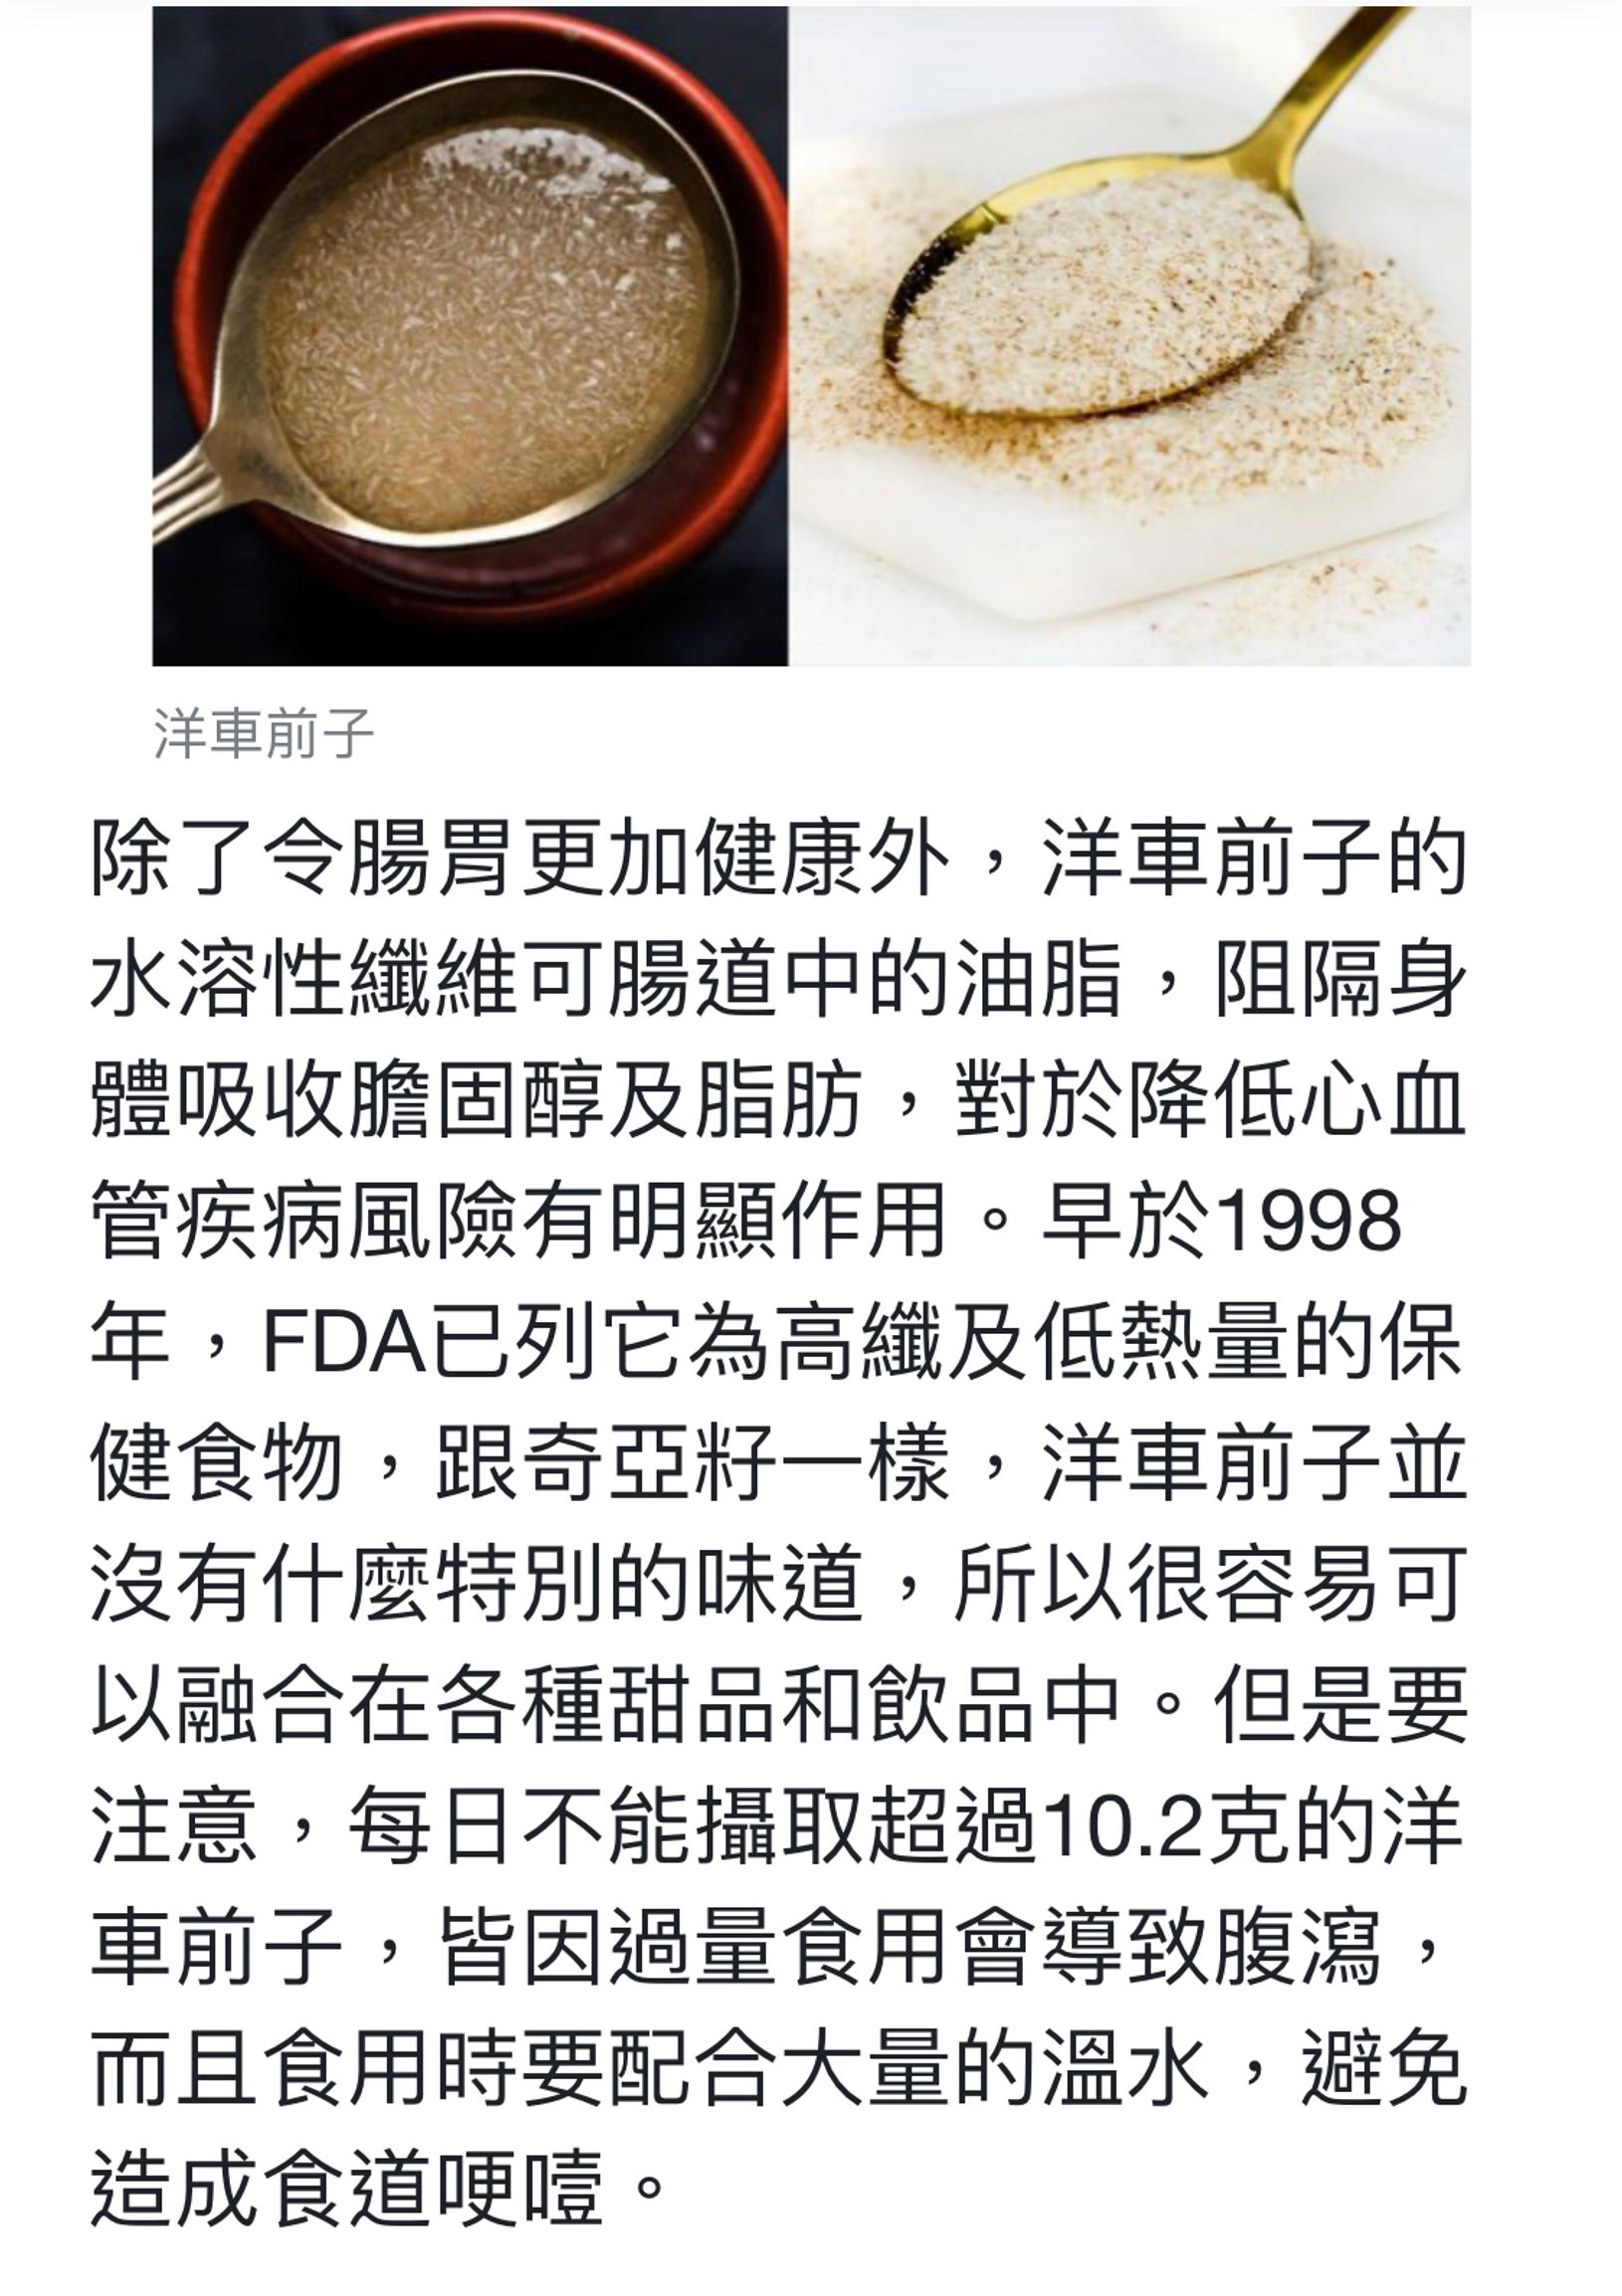 洋車前子
除了令腸胃更加健康外，洋車前子的
水溶性纖維可腸道中的油脂，阻隔身
體吸收膽固醇及脂肪，對於降低心血
管疾病風險有明顯作用。早於1998
年，FDA已列它為高纖及低熱量的保
健食物，跟奇亞籽一樣，洋車前子並
沒有什麼特別的味道，所以很容易可
以融合在各種甜品和飲品中。但是要
注意，每日不能攝取超過10.2克的洋
車前子，皆因過量食用會導致腹瀉，
而且食用時要配合大量的溫水，避免
造成食道哽噎。